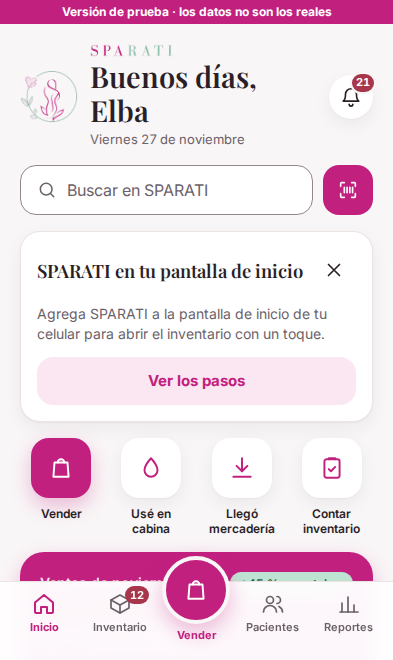 Versión de prueba · los datos no son los reales
SPARATI
Buenos días,
Elba
21
Viernes 27 de noviembre
Buscar en SPARATI
SPARATI en tu pantalla de inicio
Agrega SPARATI a la pantalla de inicio de tu
celular para abrir el inventario con un toque.
Ver los pasos
Vender
Usé en
cabina
Llegó
mercadería
Contar
inventario
12
Inicio
Inventario
Vender
Pacientes
Reportes